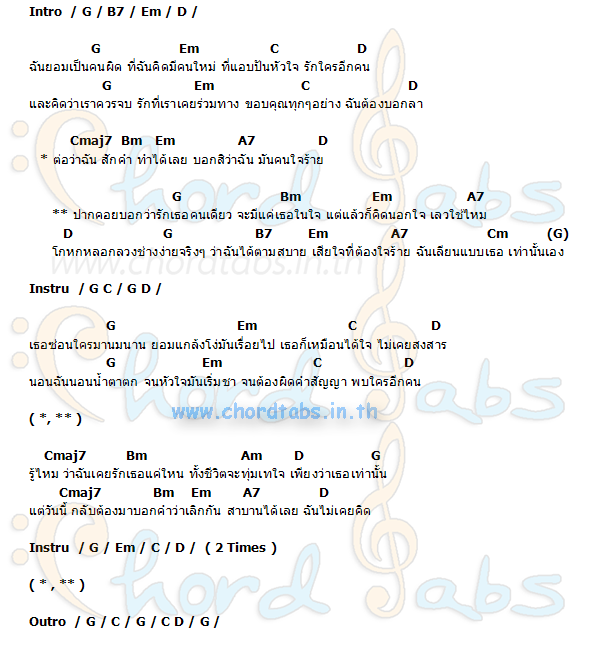 Intro / G / B7 / Em / D /
G Em C D
ฉันยอมเป็นคนผิด ที่ฉันคิดมีคนใหม่ ที่แอบปันหัวใจ รักใครอีกคน
G Em C D
และคิดว่าเราควรจบ รักที่เราเคยร่วมทาง ขอบคุณทุกๆอย่าง ฉันต้องบอกลา
Cmaj7 Bm Em A7 D
* ต่อว่าฉัน สักคำ ทำได้เลย บอกสิว่าฉัน มันคนใจร้าย
G Bm Em A7
** ปากคอยบอกว่ารักเธอคนเดียว จะมีแค่เธอในใจ แต่แล้วก็คิดนอกใจ เลวใช่ไหม
D G B7 Em A7 Cm (G)
โกหกหลอกลวงช่างง่ายจริงๆ ว่าฉันได้ตามสบาย เสียใจที่ต้องใจร้าย ฉันเลียนแบบเธอ เท่านั้นเอง
Instru / G C / G D /
G Em C D
เธอซ่อนใครมานมนาน ยอมแกล้งโง่มันเรื่อยไป เธอก็เหมือนได้ใจ ไม่เคยสงสาร
G Em C D
นอนฉันนอนน้ำตาตก จนหัวใจมันเริ่มชา จนต้องผิดคำสัญญา พบใครอีกคน
( *, ** )
Cmaj7 Bm Am D G
รู้ไหม ว่าฉันเคยรักเธอแค่ไหน ทั้งชีวิตจะทุ่มเทใจ เพียงว่าเธอเท่านั้น
Cmaj7 Bm Em A7 D
แต่วันนี้ กลับต้องมาบอกคำว่าเลิกกัน สาบานได้เลย ฉันไม่เคยคิด
Instru / G / Em / C / D / ( 2 Times )
( * , ** )
Outro / G / C / G / C D / G /
Chord Tabs
www.chordtabs.in.th
Chord Tabs
www.chordtabs.in.th
Chord Tabs